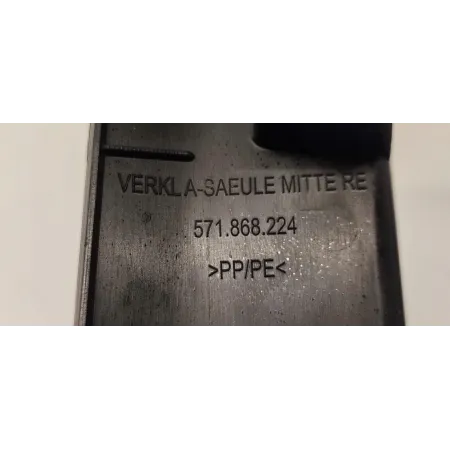 VERKL A-SAEULE MITTE RE
571.868.224
>PP/PE<